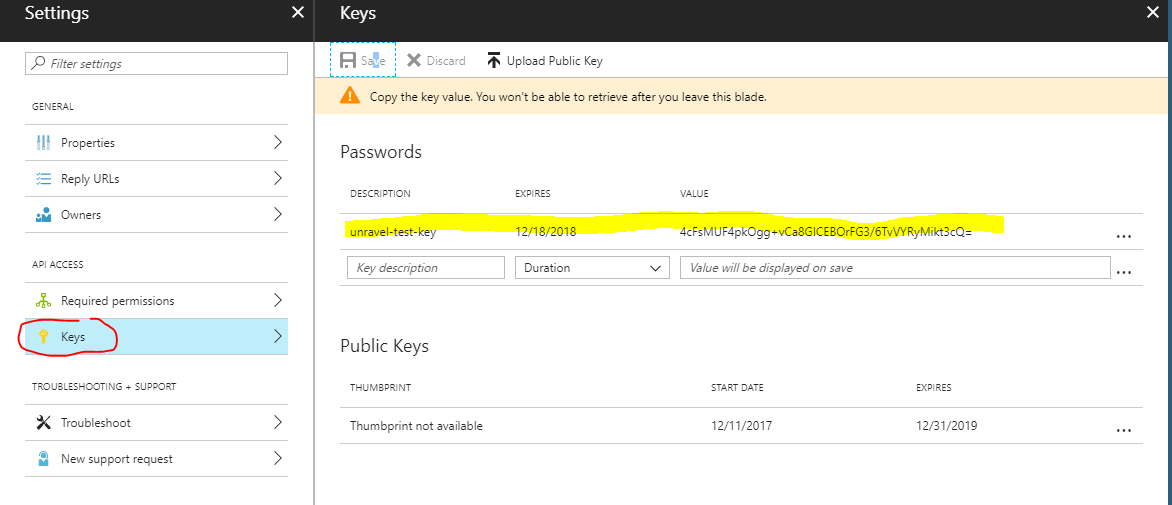 Settings
Filter settings
GENERAL
Properties
Reply URLs
Owners
API ACCESS
Required permissions
Keys
TROUBLESHOOTING + SUPPORT
Troubleshoot
New support request
Keys
Save Discard Upload Public Key
Copy the key value. You won't be able to retrieve after you leave this blade.
Passwords
DESCRIPTION EXPIRES VALUE
unravel-test-key 12/18/2018 4cFsMUF4pkOgg+vCa8GICEBOrFG3/6TvVYRyMikt3cQ=
Key description Duration Value will be displayed on save
Public Keys
THUMBPRINT START DATE EXPIRES
Thumbprint not available 12/11/2017 12/31/2019